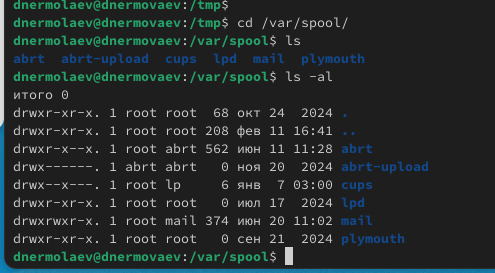 dnermolaev@dnermovaev:/tmp$
dnermolaev@dnermovaev:/tmp$ cd /var/spool/
dnermolaev@dnermovaev:/var/spool$ ls
abrt abrt-upload cups lpd mail plymouth
dnermolaev@dnermovaev:/var/spool$ ls -al
итого 0
drwxr-xr-x. 1 root root 68 окт 24 2024 .
drwxr-xr-x. 1 root root 208 фев 11 16:41 ..
drwxr-x--x. 1 root abrt 562 июн 11 11:28 abrt
drwx------. 1 abrt abrt 0 ноя 20 2024 abrt-upload
drwx--x---. 1 root lp 6 янв 7 03:00 cups
drwxr-xr-x. 1 root root 0 июл 17 2024 lpd
drwxrwxr-x. 1 root mail 374 июн 20 11:02 mail
drwxr-xr-x. 1 root root 0 сен 21 2024 plymouth
dnermolaev@dnermovaev:/var/spool$